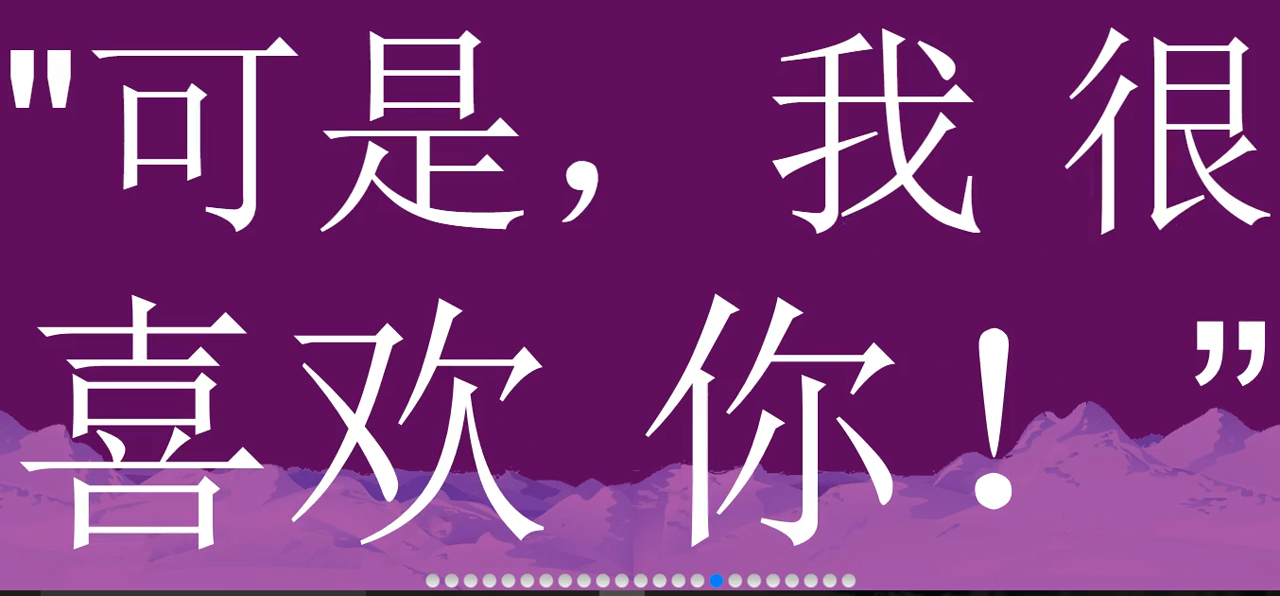 "可是， 我 很
喜欢 你！ ”